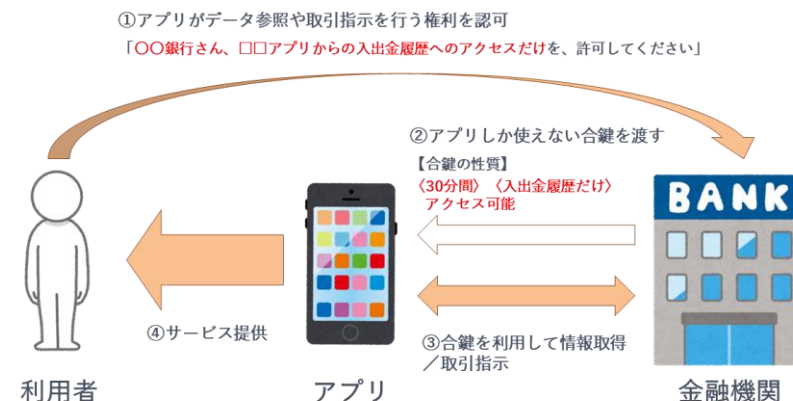 ①アプリがデータ参照や取引指示を行う権利を認可
「〇〇銀行さん、□□アプリからの入出金履歴へのアクセスだけを、許可してください」
②アプリしか使えない合鍵を渡す
【合鍵の性質】
〈30分間〉〈入出金履歴だけ〉
アクセス可能
BANK
④サービス提供
③合鍵を利用して情報取得
／取引指示
利用者
アプリ
金融機関